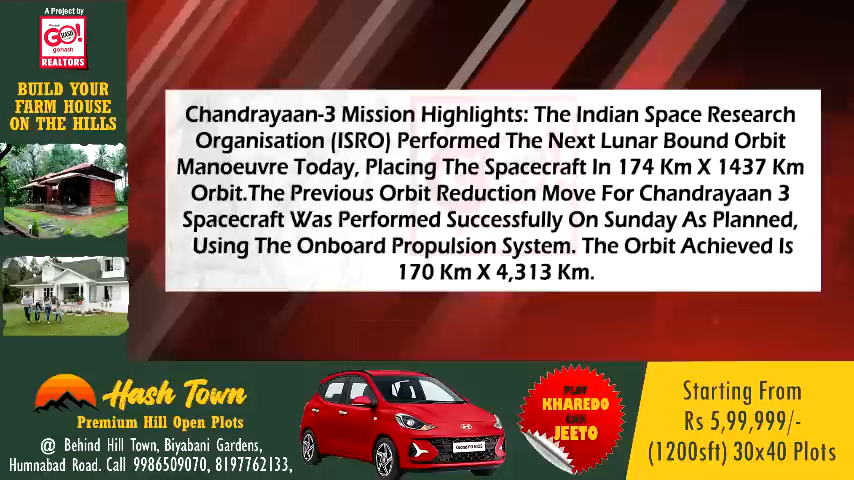 A Project by
GO!
HASH
gohash
REALTORS
BUILD YOUR
FARM HOUSE
ON THE HILLS
Chandrayaan-3 Mission Highlights: The Indian Space Research
Organisation (ISRO) Performed The Next Lunar Bound Orbit
Manoeuvre Today, Placing The Spacecraft In 174 Km X 1437 Km
Orbit.The Previous Orbit Reduction Move For Chandrayaan 3
Spacecraft Was Performed Successfully On Sunday As Planned,
Using The Onboard Propulsion System. The Orbit Achieved Is
170 Km X 4,313 Km.
Hash Town
Premium Hill Open Plots
@ Behind Hill Town, Biyabani Gardens,
Humnabad Road. Call 9986509070, 8197762133,
PLOT
KHAREDO
CAR
JEETO
Starting From
Rs 5,99,999/-
(1200sft) 30x40 Plots